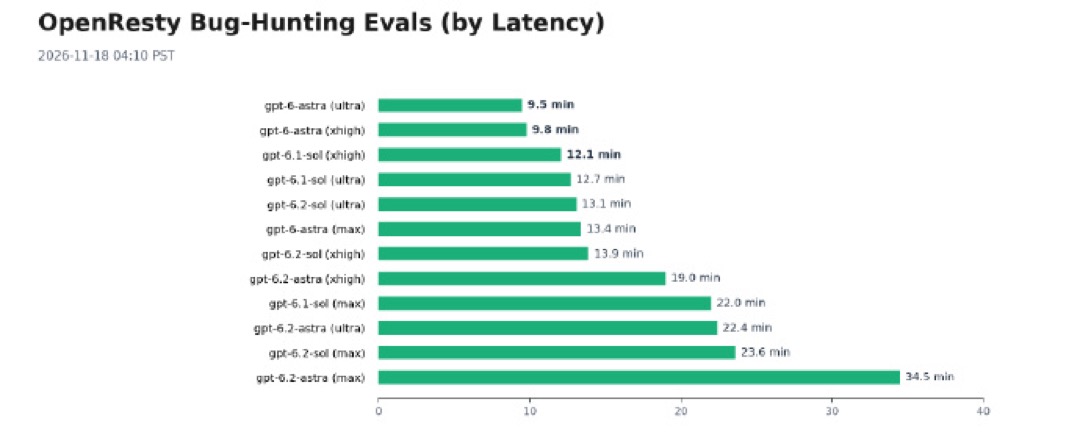 OpenResty Bug-Hunting Evals (by Latency)
2026-11-18 04:10 PST
gpt-6-astra (ultra) 9.5 min
gpt-6-astra (xhigh) 9.8 min
gpt-6.1-sol (xhigh) 12.1 min
gpt-6.1-sol (ultra) 12.7 min
gpt-6.2-sol (ultra) 13.1 min
gpt-6-astra (max) 13.4 min
gpt-6.2-sol (xhigh) 13.9 min
gpt-6.2-astra (xhigh) 19.0 min
gpt-6.1-sol (max) 22.0 min
gpt-6.2-astra (ultra) 22.4 min
gpt-6.2-sol (max) 23.6 min
gpt-6.2-astra (max) 34.5 min
0 10 20 30 40